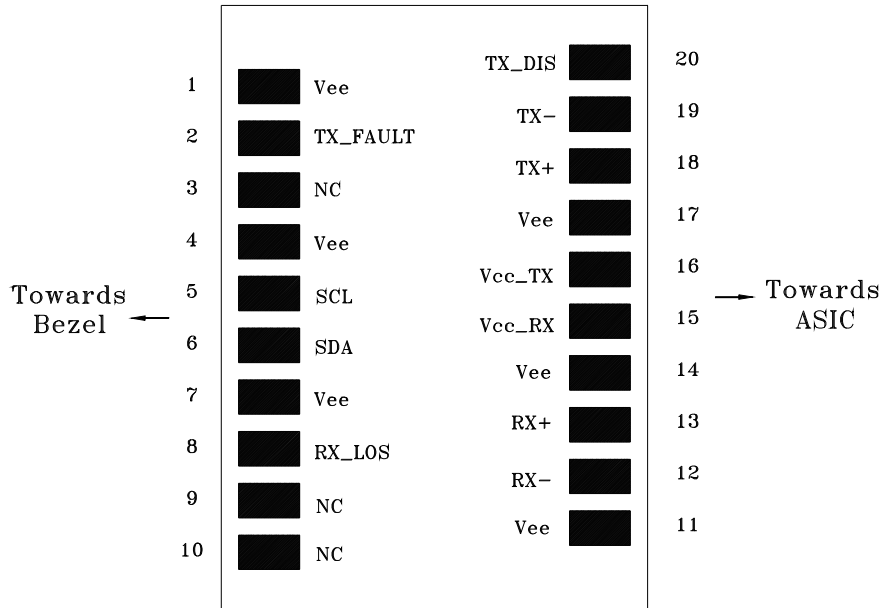 1 Vee TX_DIS 20
2 TX_FAULT TX- 19
3 NC TX+ 18
4 Vee Vee 17
5 SCL Vcc_TX 16
Towards Bezel
Towards ASIC
6 SDA Vcc_RX 15
7 Vee Vee 14
8 RX_LOS RX+ 13
9 NC RX- 12
10 NC Vee 11